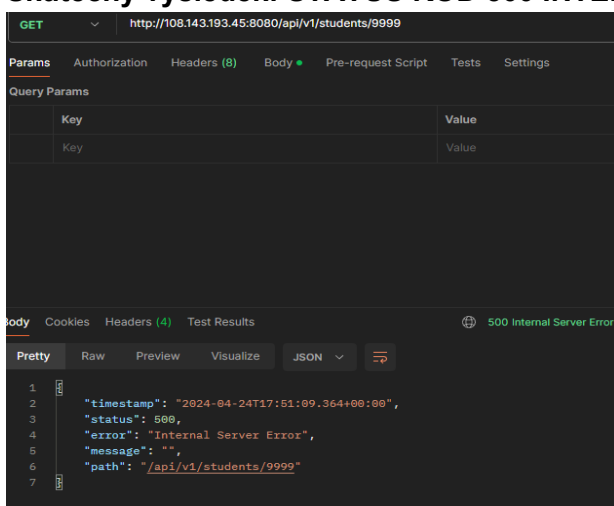 GET http://108.143.193.45:8080/api/v1/students/9999
Params Authorization Headers (8) Body Pre-request Script Tests Settings
Query Params
Key Value
Key Value
Body Cookies Headers (4) Test Results 500 Internal Server Error
Pretty Raw Preview Visualize JSON
1 {
2 "timestamp": "2024-04-24T17:51:09.364+00:00",
3 "status": 500,
4 "error": "Internal Server Error",
5 "message": "",
6 "path": "/api/v1/students/9999"
7 }